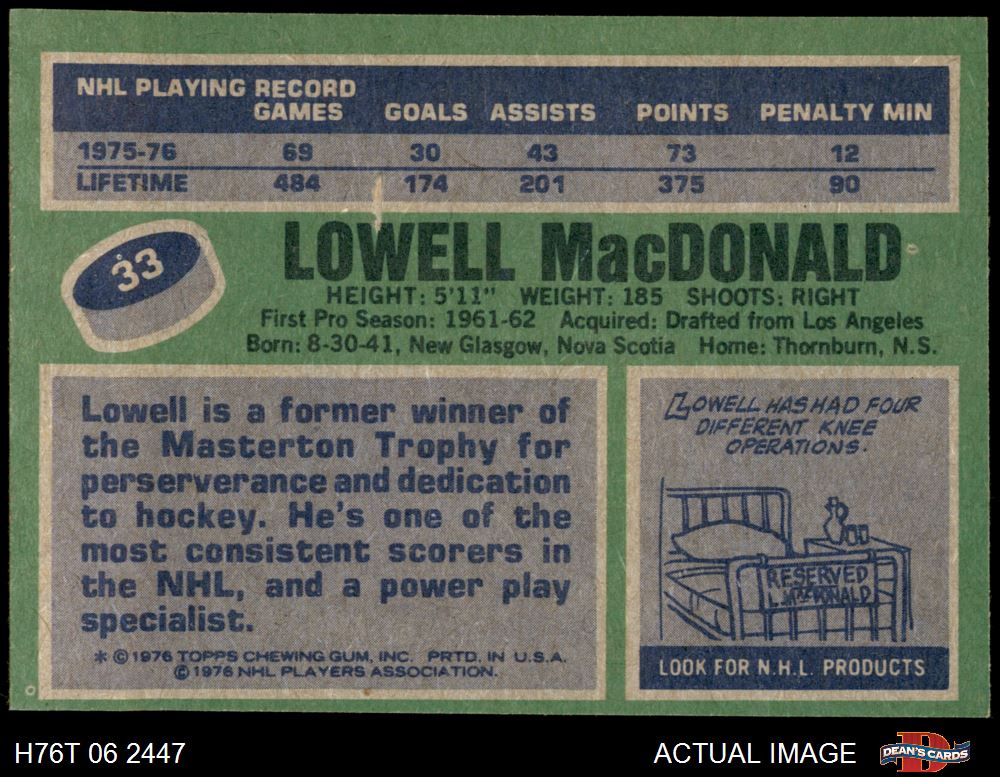 NHL PLAYING RECORD
GAMES GOALS ASSISTS POINTS PENALTY MIN
1975-76 69 30 43 73 12
LIFETIME 484 174 201 375 90
33
LOWELL MacDONALD
HEIGHT: 5'11" WEIGHT: 185 SHOOTS: RIGHT
First Pro Season: 1961-62 Acquired: Drafted from Los Angeles
Born: 8-30-41, New Glasgow, Nova Scotia Home: Thornburn, N.S.
Lowell is a former winner of
the Masterton Trophy for
perserverance and dedication
to hockey. He's one of the
most consistent scorers in
the NHL, and a power play
specialist.
* © 1976 TOPPS CHEWING GUM, INC. PRTD. IN U.S.A.
© 1976 NHL PLAYERS ASSOCIATION.
LOWELL HAS HAD FOUR
DIFFERENT KNEE
OPERATIONS.
RESERVED
L. MacDONALD
LOOK FOR N.H.L. PRODUCTS
H76T 06 2447
ACTUAL IMAGE
DEAN'S CARDS